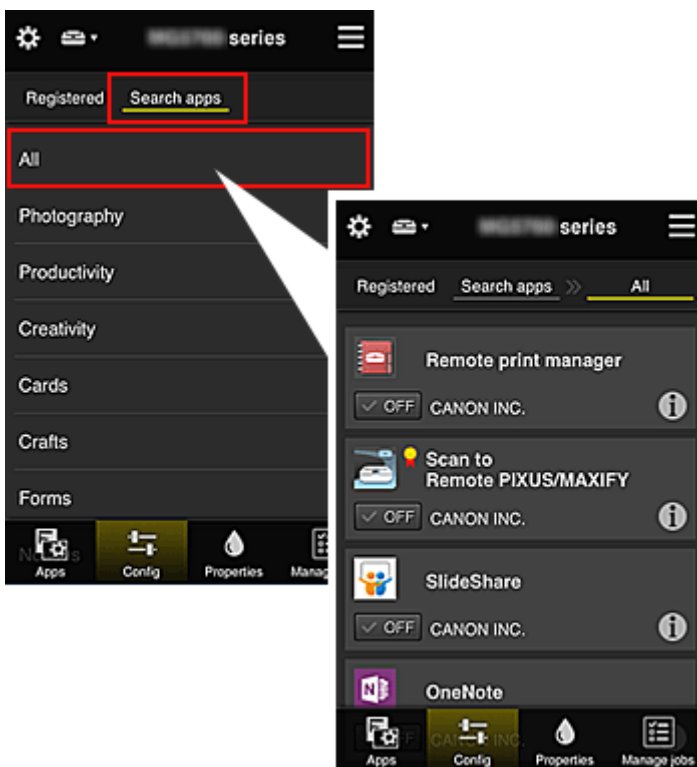 series
Registered Search apps
All
Photography
Productivity
Creativity
Cards
Crafts
Forms
Apps Config Properties
series
Registered Search apps >> All
Remote print manager
OFF CANON INC.
Scan to
Remote PIXUS/MAXIFY
OFF CANON INC.
SlideShare
OFF CANON INC.
OneNote
CANON INC.
Apps Config Properties Manage jobs